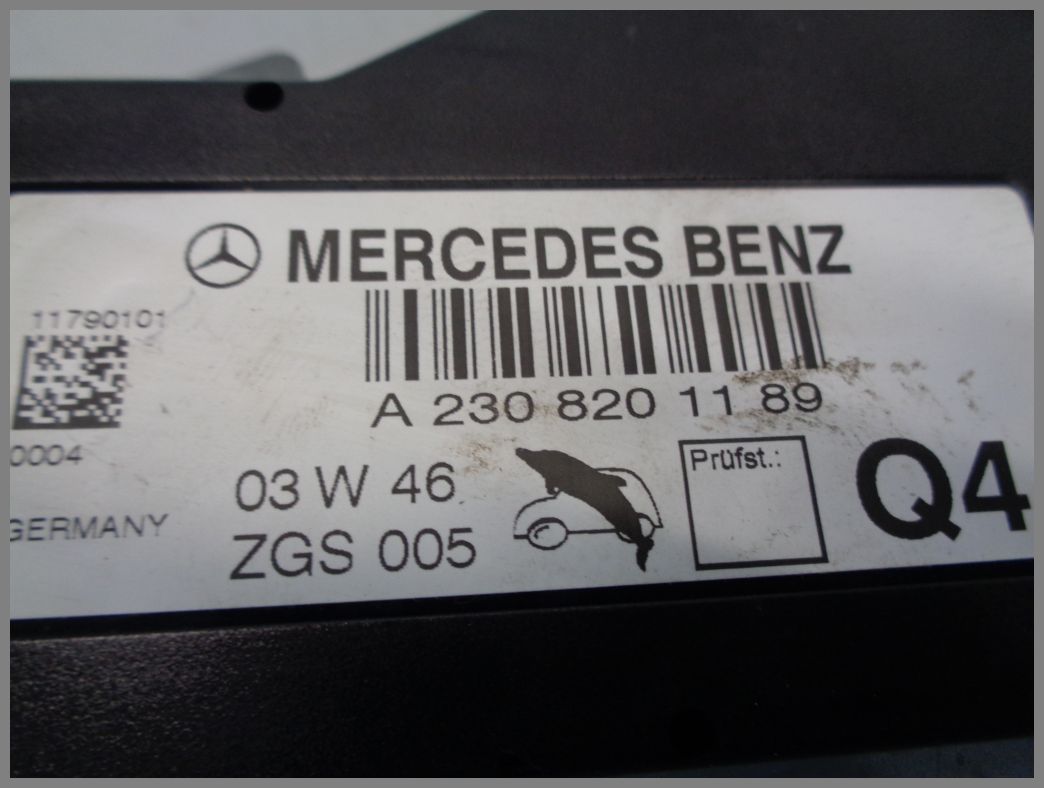 MERCEDES BENZ
11790101
A 230 820 11 89
0004
03 W 46
Prüfst.:
Q4
GERMANY
ZGS 005